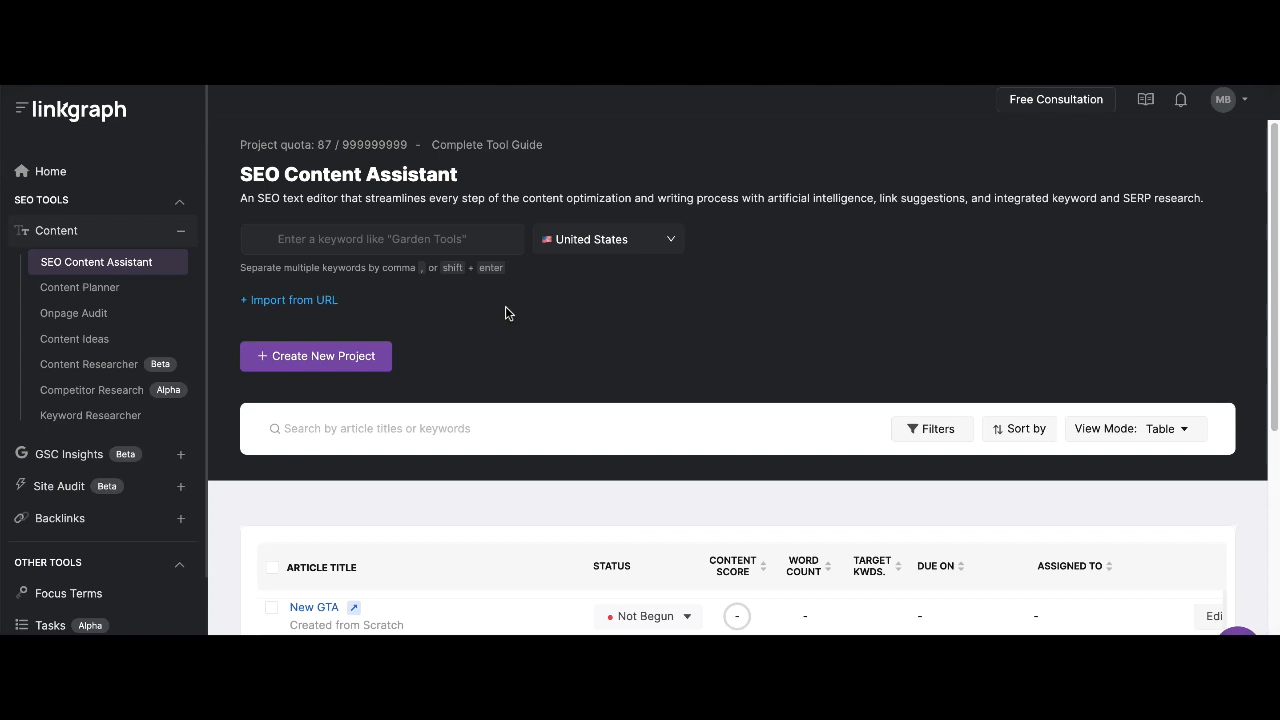 linkgraph
Free Consultation
MB
Home
SEO TOOLS
Content
SEO Content Assistant
Content Planner
Onpage Audit
Content Ideas
Content Researcher Beta
Competitor Research Alpha
Keyword Researcher
GSC Insights Beta
Site Audit Beta
Backlinks
OTHER TOOLS
Focus Terms
Tasks Alpha
Project quota: 87 / 999999999 - Complete Tool Guide
SEO Content Assistant
An SEO text editor that streamlines every step of the content optimization and writing process with artificial intelligence, link suggestions, and integrated keyword and SERP research.
Enter a keyword like "Garden Tools"
United States
Separate multiple keywords by comma , or shift + enter
+ Import from URL
+ Create New Project
Search by article titles or keywords
Filters
Sort by
View Mode: Table
ARTICLE TITLE
STATUS
CONTENT SCORE
WORD COUNT
TARGET KWDS.
DUE ON
ASSIGNED TO
New GTA
Created from Scratch
Not Begun
-
-
-
-
Edi